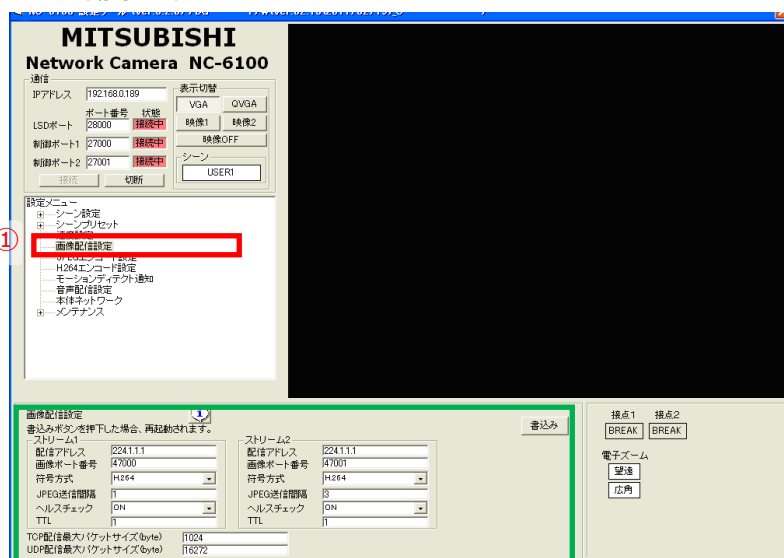 MITSUBISHI
Network Camera NC-6100
通信
IPアドレス 192.168.0.189
ポート番号 状態
LSDポート 28000 接続中
制御ポート1 27000 接続中
制御ポート2 27001 接続中
接続 切断
表示切替
VGA QVGA
映像1 映像2
映像OFF
シーン
USER1
設定メニュー
シーン設定
シーンプリセット
①
画像配信設定
JPEGエンコード設定
H264エンコード設定
モーションディテクト通知
音声配信設定
本体ネットワーク
メンテナンス
画像配信設定 1
書込みボタンを押下した場合、再起動されます。
書込み
ストリーム1
配信アドレス 224.1.1.1
画像ポート番号 47000
符号方式 H.264
JPEG送信間隔 1
ヘルスチェック ON
TTL 1
ストリーム2
配信アドレス 224.1.1.1
画像ポート番号 47001
符号方式 H.264
JPEG送信間隔 3
ヘルスチェック ON
TTL 1
TCP配信最大パケットサイズ(byte) 1024
UDP配信最大パケットサイズ(byte) 16272
接点1 接点2
BREAK BREAK
電子ズーム
望遠
広角